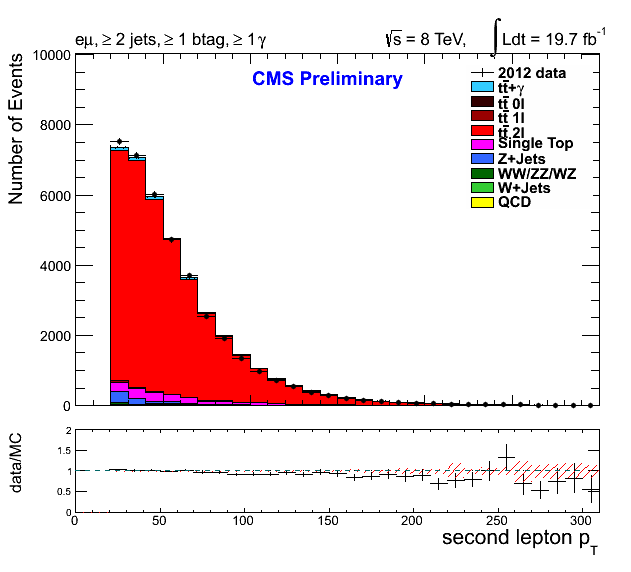 eμ, ≥ 2 jets, ≥ 1 btag, ≥ 1 γ √s = 8 TeV, ∫ Ldt = 19.7 fb⁻¹
CMS Preliminary
Number of Events
10000
8000
6000
4000
2000
0
2012 data
tt̄+γ
tt̄ 0l
tt̄ 1l
tt̄ 2l
Single Top
Z+Jets
WW/ZZ/WZ
W+Jets
QCD
data/MC
2
1.5
1
0.5
0
0 50 100 150 200 250 300
second lepton p_T